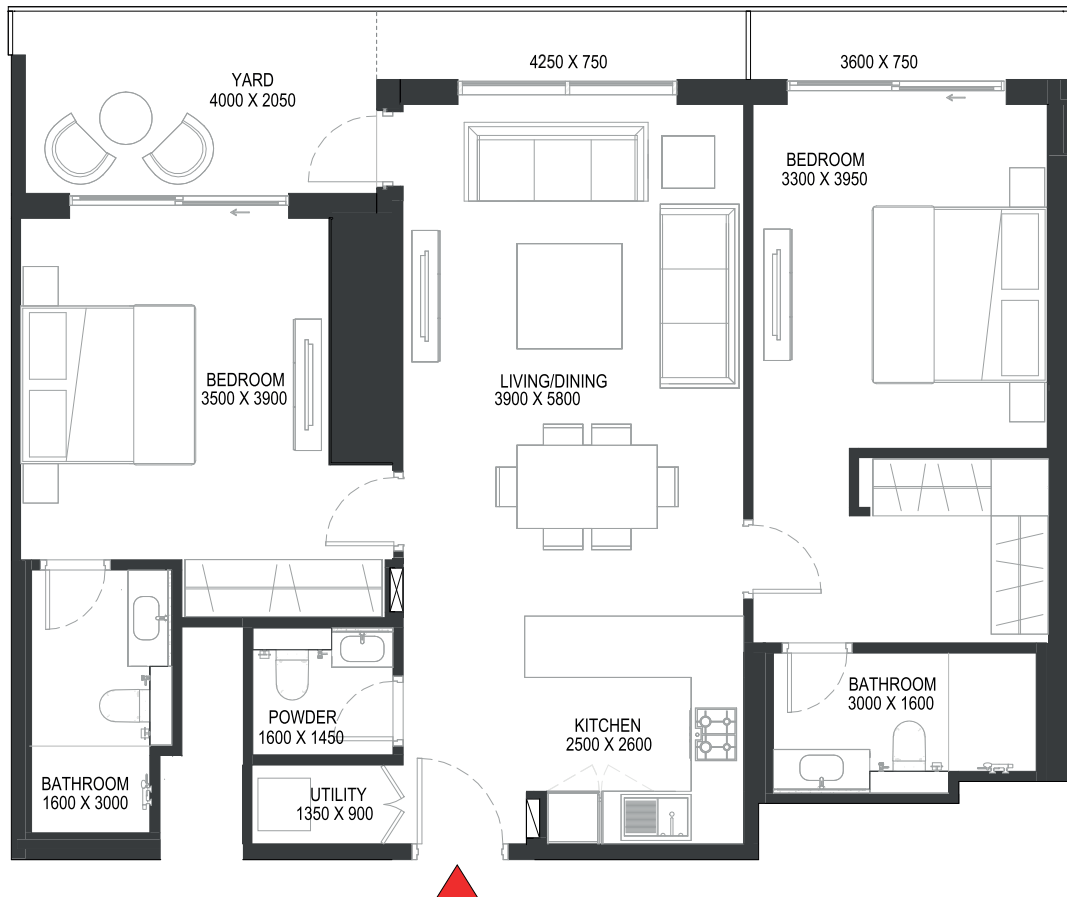 4250 X 750
3600 X 750
YARD
4000 X 2050
BEDROOM
3300 X 3950
BEDROOM
3500 X 3900
LIVING/DINING
3900 X 5800
BATHROOM
3000 X 1600
POWDER
1600 X 1450
KITCHEN
2500 X 2600
BATHROOM
1600 X 3000
UTILITY
1350 X 900